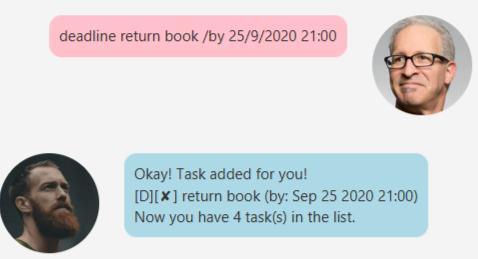 deadline return book /by 25/9/2020 21:00
Okay! Task added for you!
[D][✘] return book (by: Sep 25 2020 21:00)
Now you have 4 task(s) in the list.